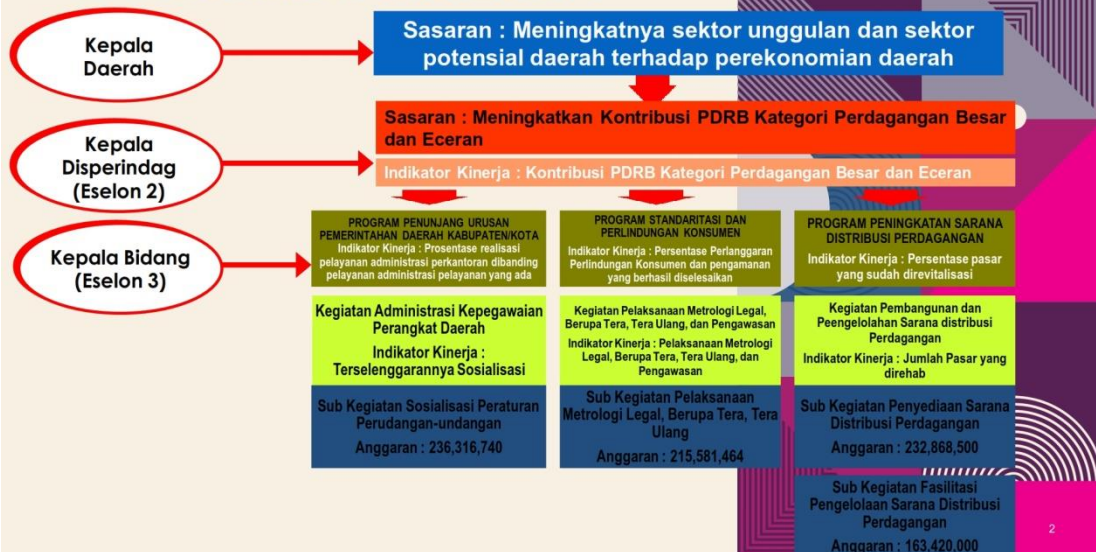 Kepala
Daerah
Sasaran : Meningkatnya sektor unggulan dan sektor
potensial daerah terhadap perekonomian daerah
Kepala
Disperindag
(Eselon 2)
Sasaran : Meningkatkan Kontribusi PDRB Kategori Perdagangan Besar
dan Eceran
Indikator Kinerja : Kontribusi PDRB Kategori Perdagangan Besar dan Eceran
Kepala Bidang
(Eselon 3)
PROGRAM PENUNJANG URUSAN
PEMERINTAHAN DAERAH KABUPATEN/KOTA
Indikator Kinerja : Prosentase realisasi
pelayanan administrasi perkantoran dibanding
pelayanan administrasi pelayanan yang ada
Kegiatan Administrasi Kepegawaian
Perangkat Daerah
Indikator Kinerja :
Terselenggarannya Sosialisasi
Sub Kegiatan Sosialisasi Peraturan
Perudangan-undangan
Anggaran : 236,316,740
PROGRAM STANDARITASI DAN
PERLINDUNGAN KONSUMEN
Indikator Kinerja : Persentase Perlanggaran
Perlindungan Konsumen dan pengamanan
yang berhasil diselesaikan
Kegiatan Pelaksanaan Metrologi Legal,
Berupa Tera, Tera Ulang, dan Pengawasan
Indikator Kinerja : Pelaksanaan Metrologi
Legal, Berupa Tera, Tera Ulang, dan
Pengawasan
Sub Kegiatan Pelaksanaan
Metrologi Legal, Berupa Tera, Tera
Ulang
Anggaran : 215,581,464
PROGRAM PENINGKATAN SARANA
DISTRIBUSI PERDAGANGAN
Indikator Kinerja : Persentase pasar
yang sudah direvitalisasi
Kegiatan Pembangunan dan
Peengelolahan Sarana distribusi
Perdagangan
Indikator Kinerja : Jumlah Pasar yang
direhab
Sub Kegiatan Penyediaan Sarana
Distribusi Perdagangan
Anggaran : 232,868,500
Sub Kegiatan Fasilitasi
Pengelolaan Sarana Distribusi
Perdagangan
Anggaran : 163,420,000
2